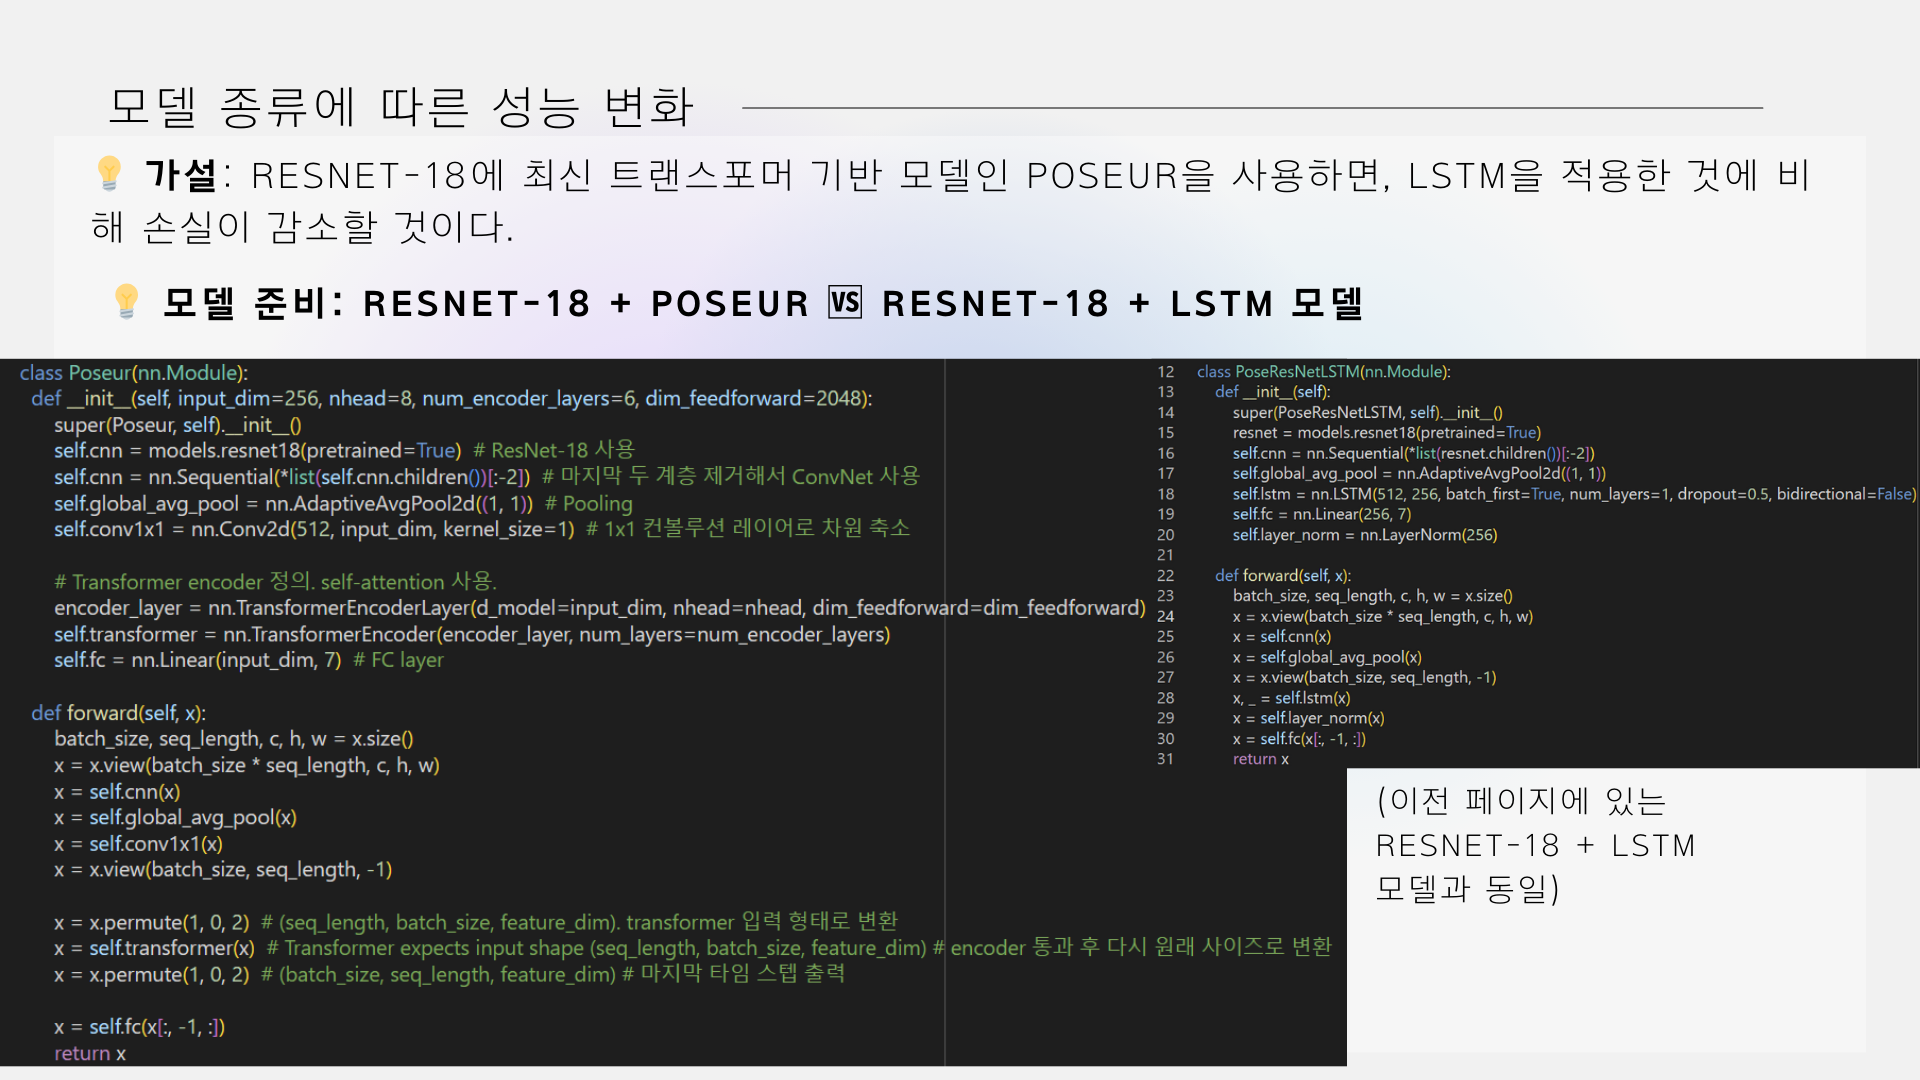 모델 종류에 따른 성능 변화
💡 가설: RESNET-18에 최신 트랜스포머 기반 모델인 POSEUR을 사용하면, LSTM을 적용한 것에 비
해 손실이 감소할 것이다.
💡 모델 준비: RESNET-18 + POSEUR 🆚 RESNET-18 + LSTM 모델
class Poseur(nn.Module):
def __init__(self, input_dim=256, nhead=8, num_encoder_layers=6, dim_feedforward=2048):
super(Poseur, self).__init__()
self.cnn = models.resnet18(pretrained=True) # ResNet-18 사용
self.cnn = nn.Sequential(*list(self.cnn.children())[:-2]) # 마지막 두 계층 제거해서 ConvNet 사용
self.global_avg_pool = nn.AdaptiveAvgPool2d((1, 1)) # Pooling
self.conv1x1 = nn.Conv2d(512, input_dim, kernel_size=1) # 1x1 컨볼루션 레이어로 차원 축소
# Transformer encoder 정의. self-attention 사용.
encoder_layer = nn.TransformerEncoderLayer(d_model=input_dim, nhead=nhead, dim_feedforward=dim_feedforward)
self.transformer = nn.TransformerEncoder(encoder_layer, num_layers=num_encoder_layers)
self.fc = nn.Linear(input_dim, 7) # FC layer
def forward(self, x):
batch_size, seq_length, c, h, w = x.size()
x = x.view(batch_size * seq_length, c, h, w)
x = self.cnn(x)
x = self.global_avg_pool(x)
x = self.conv1x1(x)
x = x.view(batch_size, seq_length, -1)
x = x.permute(1, 0, 2) # (seq_length, batch_size, feature_dim). transformer 입력 형태로 변환
x = self.transformer(x) # Transformer expects input shape (seq_length, batch_size, feature_dim) # encoder 통과 후 다시 원래 사이즈로 변환
x = x.permute(1, 0, 2) # (batch_size, seq_length, feature_dim) # 마지막 타임 스텝 출력
x = self.fc(x[:, -1, :])
return x
12 class PoseResNetLSTM(nn.Module):
13 def __init__(self):
14 super(PoseResNetLSTM, self).__init__()
15 resnet = models.resnet18(pretrained=True)
16 self.cnn = nn.Sequential(*list(resnet.children())[:-2])
17 self.global_avg_pool = nn.AdaptiveAvgPool2d((1, 1))
18 self.lstm = nn.LSTM(512, 256, batch_first=True, num_layers=1, dropout=0.5, bidirectional=False)
19 self.fc = nn.Linear(256, 7)
20 self.layer_norm = nn.LayerNorm(256)
21
22 def forward(self, x):
23 batch_size, seq_length, c, h, w = x.size()
24 x = x.view(batch_size * seq_length, c, h, w)
25 x = self.cnn(x)
26 x = self.global_avg_pool(x)
27 x = x.view(batch_size, seq_length, -1)
28 x, _ = self.lstm(x)
29 x = self.layer_norm(x)
30 x = self.fc(x[:, -1, :])
31 return x
(이전 페이지에 있는
RESNET-18 + LSTM
모델과 동일)